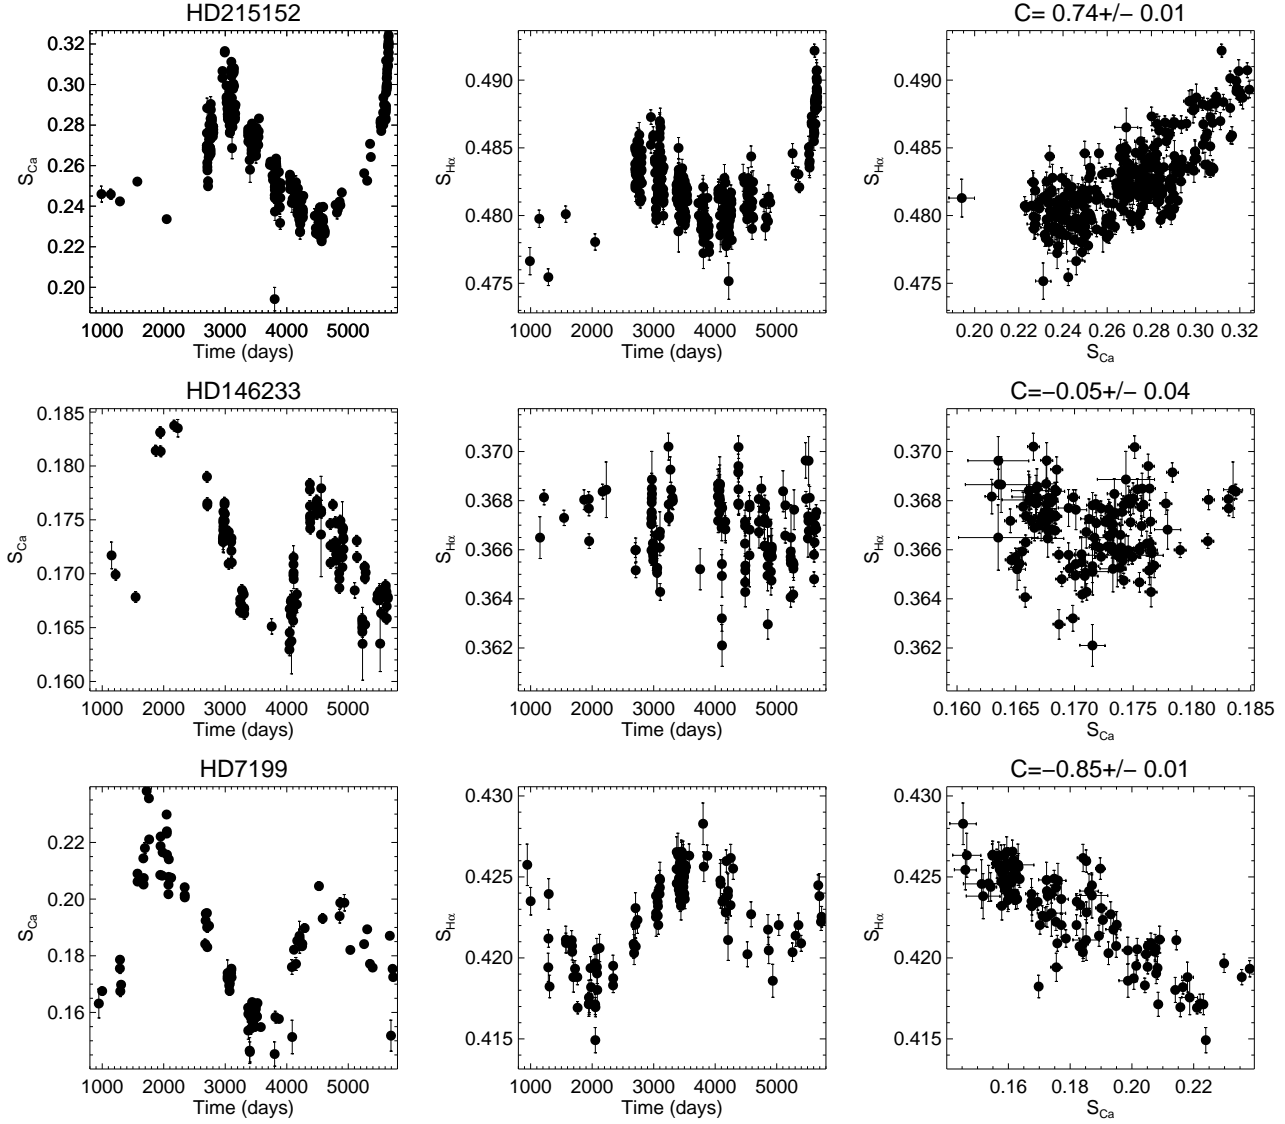 HD215152
C= 0.74+/− 0.01
0.32
0.30
0.28
0.26
0.24
0.22
0.20
S_Ca
1000 2000 3000 4000 5000
Time (days)
0.490
0.485
0.480
0.475
S_Hα
1000 2000 3000 4000 5000
Time (days)
0.490
0.485
0.480
0.475
S_Hα
0.20 0.22 0.24 0.26 0.28 0.30 0.32
S_Ca
HD146233
C=−0.05+/− 0.04
0.185
0.180
0.175
0.170
0.165
0.160
S_Ca
1000 2000 3000 4000 5000
Time (days)
0.370
0.368
0.366
0.364
0.362
S_Hα
1000 2000 3000 4000 5000
Time (days)
0.370
0.368
0.366
0.364
0.362
S_Hα
0.160 0.165 0.170 0.175 0.180 0.185
S_Ca
HD7199
C=−0.85+/− 0.01
0.22
0.20
0.18
0.16
S_Ca
1000 2000 3000 4000 5000
Time (days)
0.430
0.425
0.420
0.415
S_Hα
1000 2000 3000 4000 5000
Time (days)
0.430
0.425
0.420
0.415
S_Hα
0.16 0.18 0.20 0.22
S_Ca